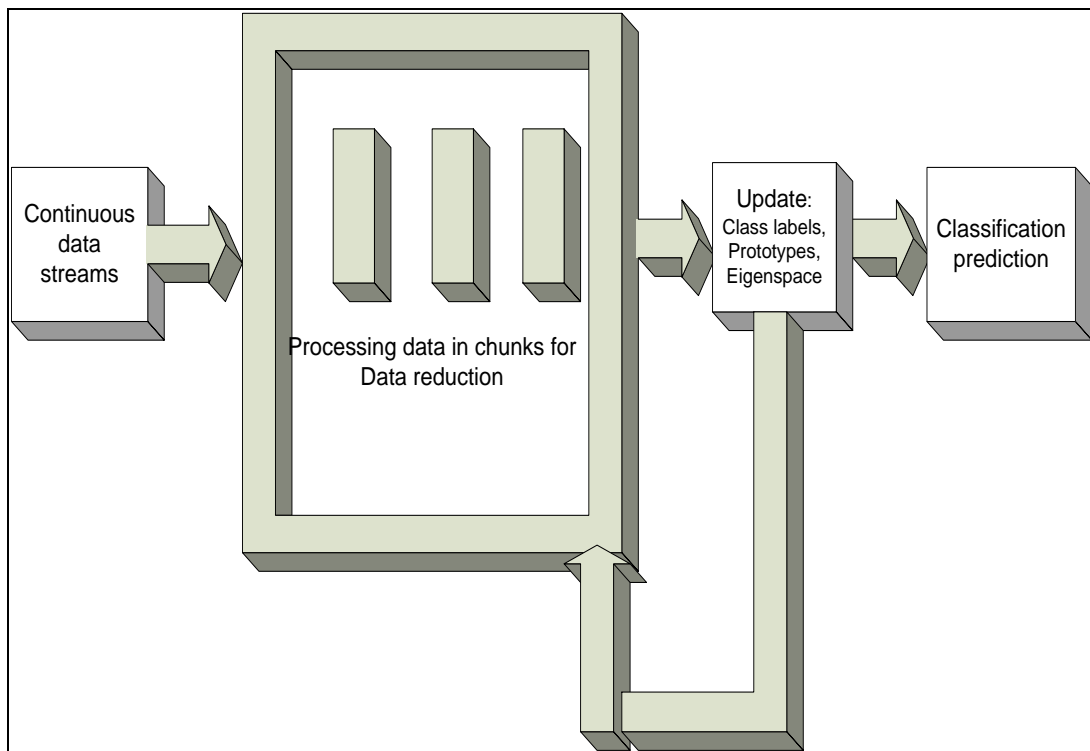 Continuous
data
streams
Processing data in chunks for
Data reduction
Update:
Class labels,
Prototypes,
Eigenspace
Classification
prediction